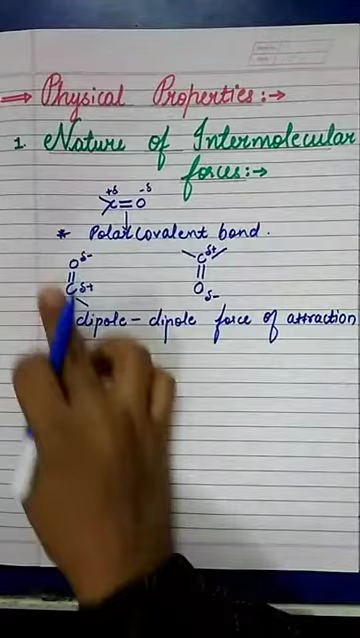 ⇒ Physical Properties:→
1. Nature of Intermolecular
forces:→
+δ -δ
C=O
* Polar covalent bond.
O δ- C δ+
|| ||
C δ+ O δ-
dipole - dipole force of attraction